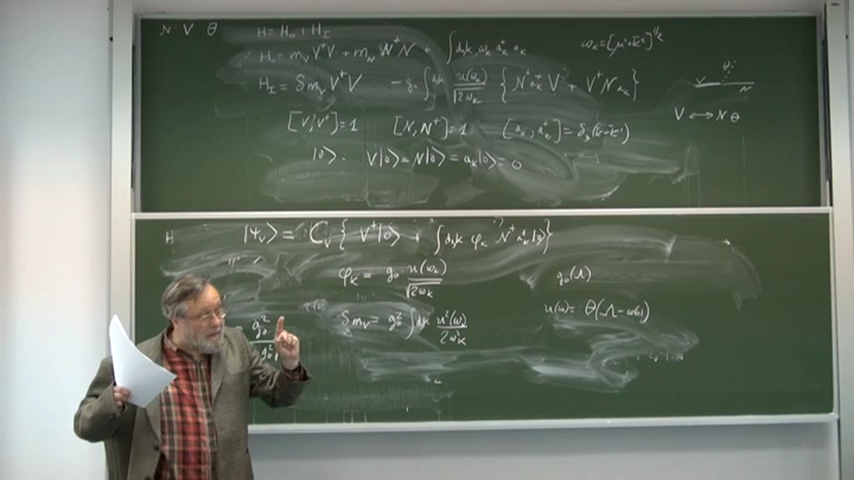 N V θ H = H₀ + H_I
H₀ = m_V V⁺V + m_N N⁺N + ∫d₃k ω_k a_k⁺ a_k ω_k = [μ² + k²]^{1/2}
H_I = δm_V V⁺V - g₀ ∫d₃k u(ω_k)/√2ω_k { N⁺a_k⁺ V + V⁺N a_k }
V ⟷ N θ
[V, V⁺] = 1 [N, N⁺] = 1 [a_k, a_k'⁺] = δ₃(k - k')
|0⟩ : V|0⟩ = N|0⟩ = a_k|0⟩ = 0
|Ψ_V⟩ = C_V { V⁺|0⟩ + ∫d₃k φ_k N⁺ a_k⁺|0⟩}
φ_k = g₀ u(ω_k)/√2ω_k g₀(Λ)
δm_V = g₀² ∫d₃k u²(ω)/2ω²_k u(ω) = θ(Λ - ω(k))
g₀²